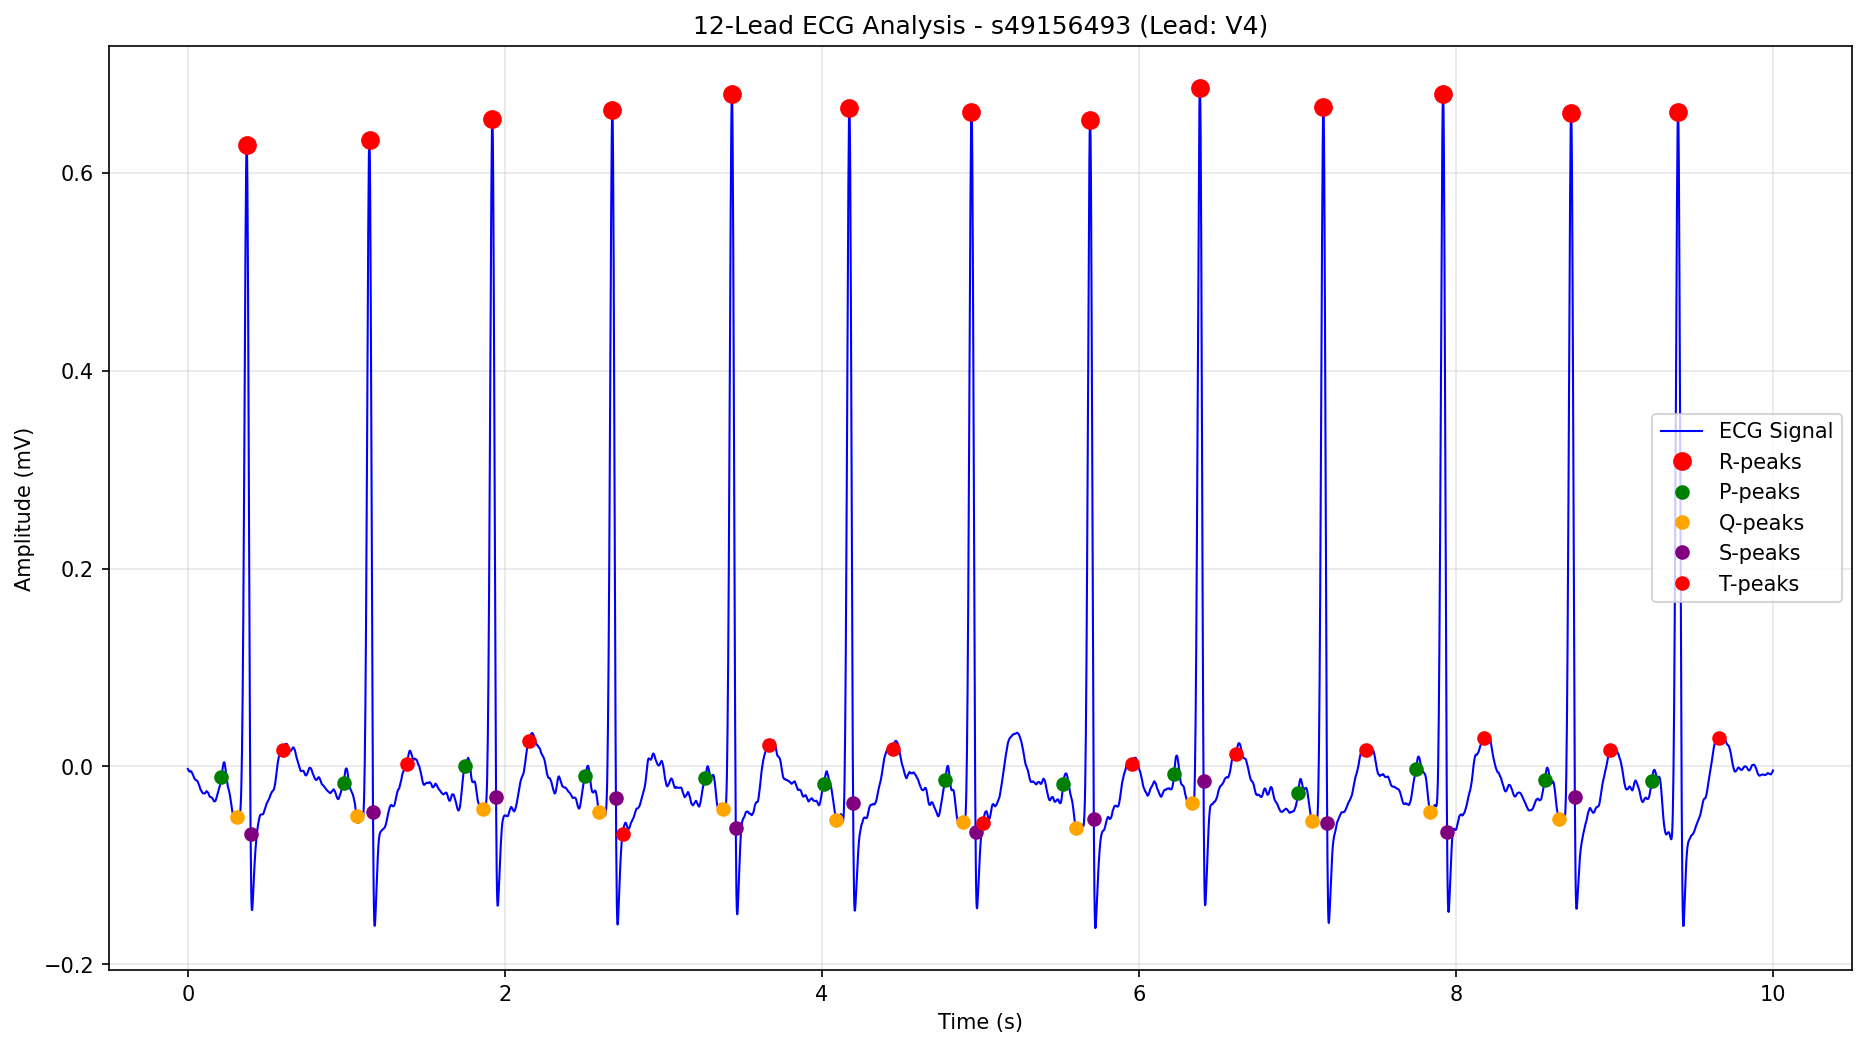 12-Lead ECG Analysis - s49156493 (Lead: V4)
Amplitude (mV)
0.6
0.4
0.2
0.0
−0.2
ECG Signal
R-peaks
P-peaks
Q-peaks
S-peaks
T-peaks
0 2 4 6 8 10
Time (s)